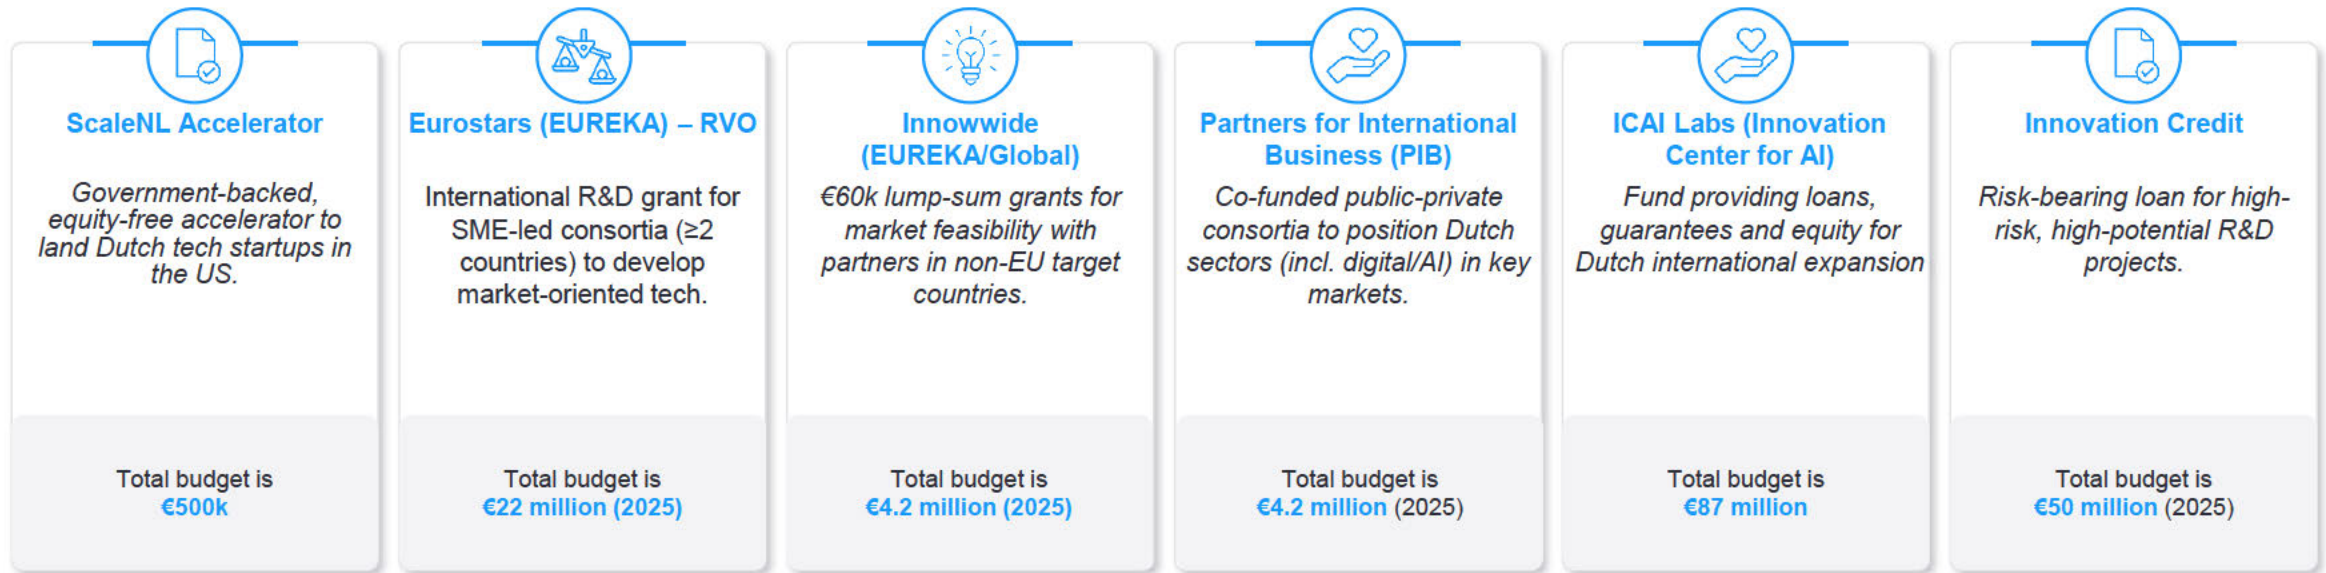 ScaleNL Accelerator
Government-backed,
equity-free accelerator to
land Dutch tech startups in
the US.
Total budget is
€500k
Eurostars (EUREKA) – RVO
International R&D grant for
SME-led consortia (≥2
countries) to develop
market-oriented tech.
Total budget is
€22 million (2025)
Innowwide
(EUREKA/Global)
€60k lump-sum grants for
market feasibility with
partners in non-EU target
countries.
Total budget is
€4.2 million (2025)
Partners for International
Business (PIB)
Co-funded public-private
consortia to position Dutch
sectors (incl. digital/AI) in key
markets.
Total budget is
€4.2 million (2025)
ICAI Labs (Innovation
Center for AI)
Fund providing loans,
guarantees and equity for
Dutch international expansion
Total budget is
€87 million
Innovation Credit
Risk-bearing loan for high-
risk, high-potential R&D
projects.
Total budget is
€50 million (2025)